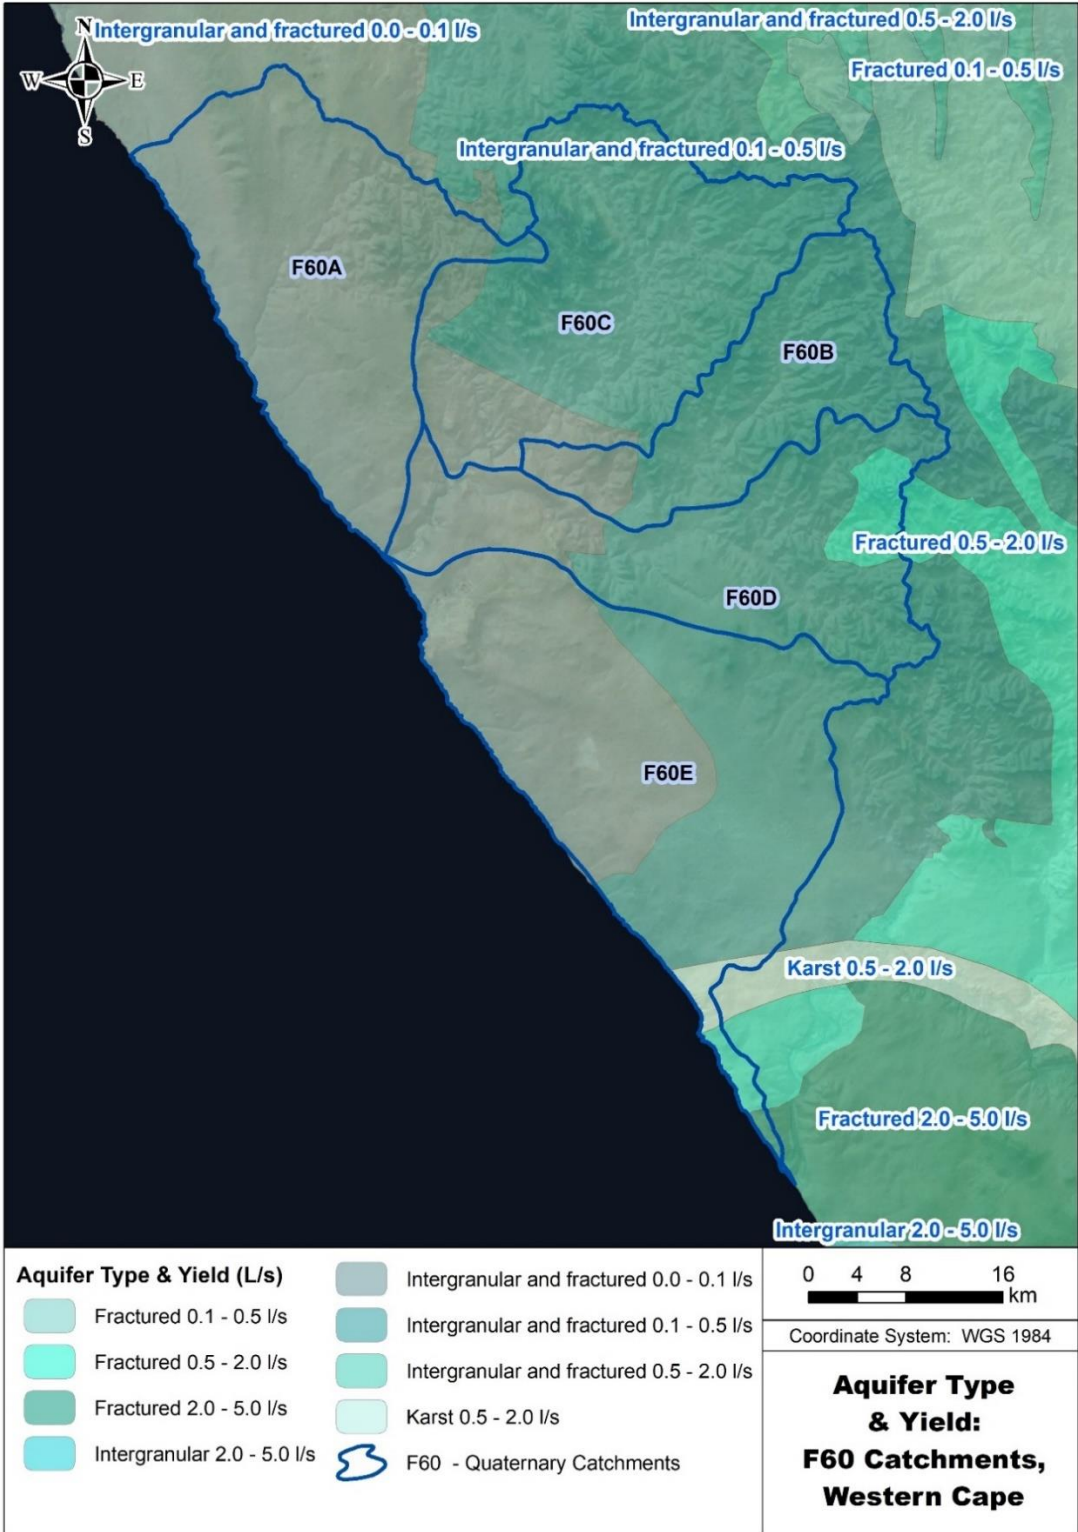 N
W
E
S
Intergranular and fractured 0.0 - 0.1 l/s
Intergranular and fractured 0.5 - 2.0 l/s
Fractured 0.1 - 0.5 l/s
Intergranular and fractured 0.1 - 0.5 l/s
F60A
F60C
F60B
Fractured 0.5 - 2.0 l/s
F60D
F60E
Karst 0.5 - 2.0 l/s
Fractured 2.0 - 5.0 l/s
Intergranular 2.0 - 5.0 l/s
Aquifer Type & Yield (L/s)
Fractured 0.1 - 0.5 l/s
Fractured 0.5 - 2.0 l/s
Fractured 2.0 - 5.0 l/s
Intergranular 2.0 - 5.0 l/s
Intergranular and fractured 0.0 - 0.1 l/s
Intergranular and fractured 0.1 - 0.5 l/s
Intergranular and fractured 0.5 - 2.0 l/s
Karst 0.5 - 2.0 l/s
F60 - Quaternary Catchments
0 4 8 16
km
Coordinate System: WGS 1984
Aquifer Type
& Yield:
F60 Catchments,
Western Cape